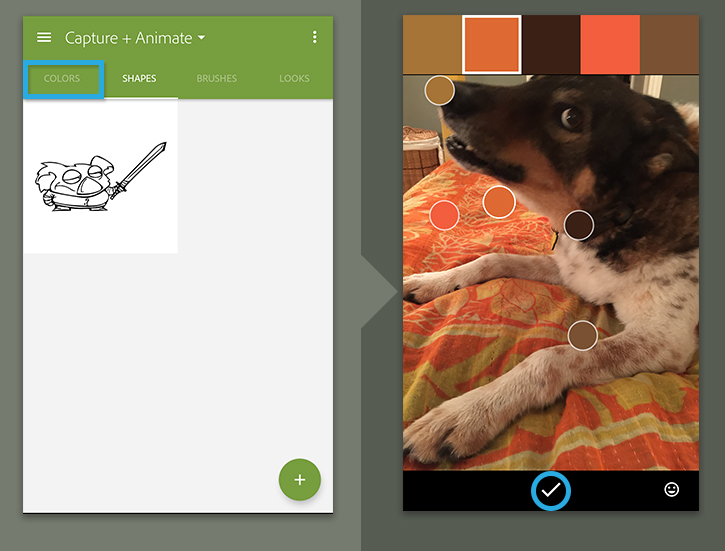 Capture + Animate
COLORS SHAPES BRUSHES LOOKS